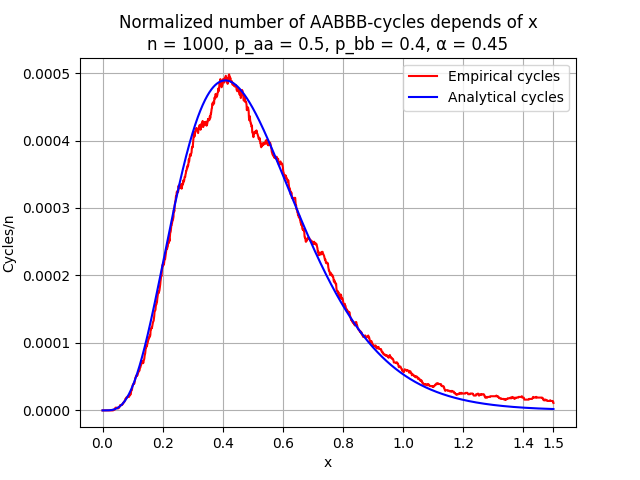 Normalized number of AABBB-cycles depends of x
n = 1000, p_aa = 0.5, p_bb = 0.4, α = 0.45
Empirical cycles
Analytical cycles
Cycles/n
0.0005
0.0004
0.0003
0.0002
0.0001
0.0000
0.0 0.2 0.4 0.6 0.8 1.0 1.2 1.4 1.5
x